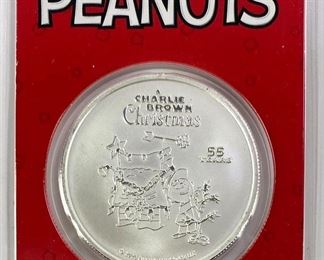 PEANUTS
A
CHARLIE
BROWN
Christmas
55
YEARS